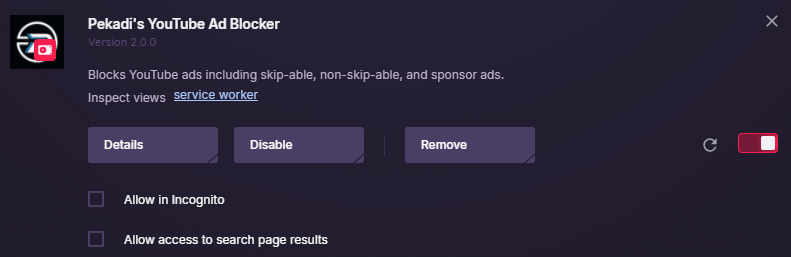 Pekadi's YouTube Ad Blocker
Version 2.0.0
Blocks YouTube ads including skip-able, non-skip-able, and sponsor ads.
Inspect views service worker
Details Disable Remove
Allow in Incognito
Allow access to search page results